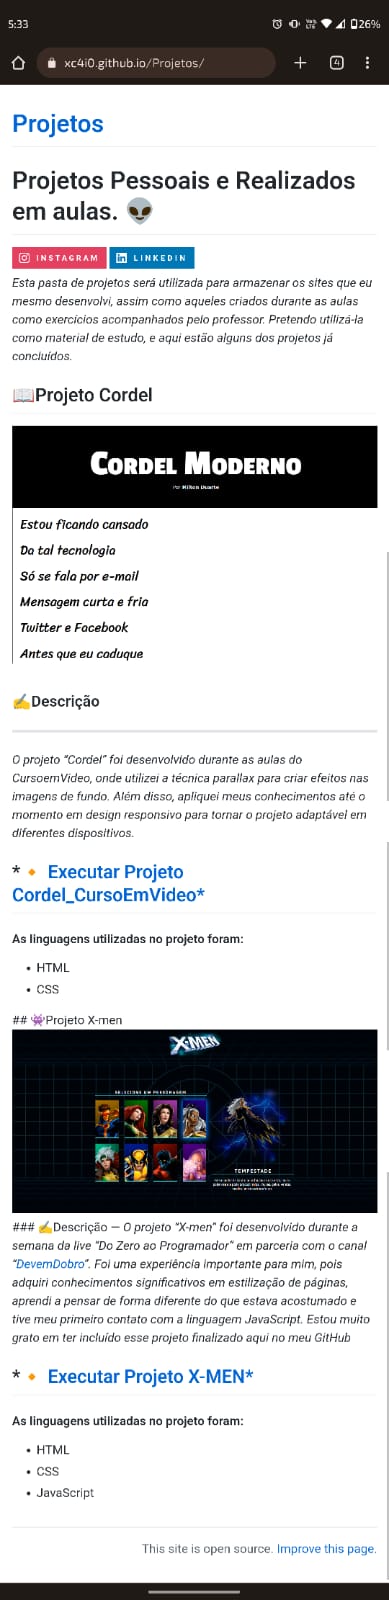 5:33
Vo)) LTE 26%
xc4i0.github.io/Projetos/
4
Projetos
Projetos Pessoais e Realizados
em aulas. 👽
INSTAGRAM LINKEDIN
Esta pasta de projetos será utilizada para armazenar os sites que eu
mesmo desenvolvi, assim como aqueles criados durante as aulas
como exercícios acompanhados pelo professor. Pretendo utilizá-la
como material de estudo, e aqui estão alguns dos projetos já
concluídos.
📖Projeto Cordel
Cordel Moderno
Por Milton Duarte
Estou ficando cansado
Da tal tecnologia
Só se fala por e-mail
Mensagem curta e fria
Twitter e Facebook
Antes que eu caduque
✍️Descrição
O projeto “Cordel” foi desenvolvido durante as aulas do
CursoemVideo, onde utilizei a técnica parallax para criar efeitos nas
imagens de fundo. Além disso, apliquei meus conhecimentos até o
momento em design responsivo para tornar o projeto adaptável em
diferentes dispositivos.
*🔸 Executar Projeto
Cordel_CursoEmVideo*
As linguagens utilizadas no projeto foram:
• HTML
• CSS
## 👾Projeto X-men
X-MEN
SELECIONE UM PERSONAGEM
TEMPESTADE
### ✍️Descrição — O projeto “X-men” foi desenvolvido durante a
semana da live “Do Zero ao Programador” em parceria com o canal
“DevemDobro”. Foi uma experiência importante para mim, pois
adquiri conhecimentos significativos em estilização de páginas,
aprendi a pensar de forma diferente do que estava acostumado e
tive meu primeiro contato com a linguagem JavaScript. Estou muito
grato em ter incluído esse projeto finalizado aqui no meu GitHub
*🔸 Executar Projeto X-MEN*
As linguagens utilizadas no projeto foram:
• HTML
• CSS
• JavaScript
This site is open source. Improve this page.